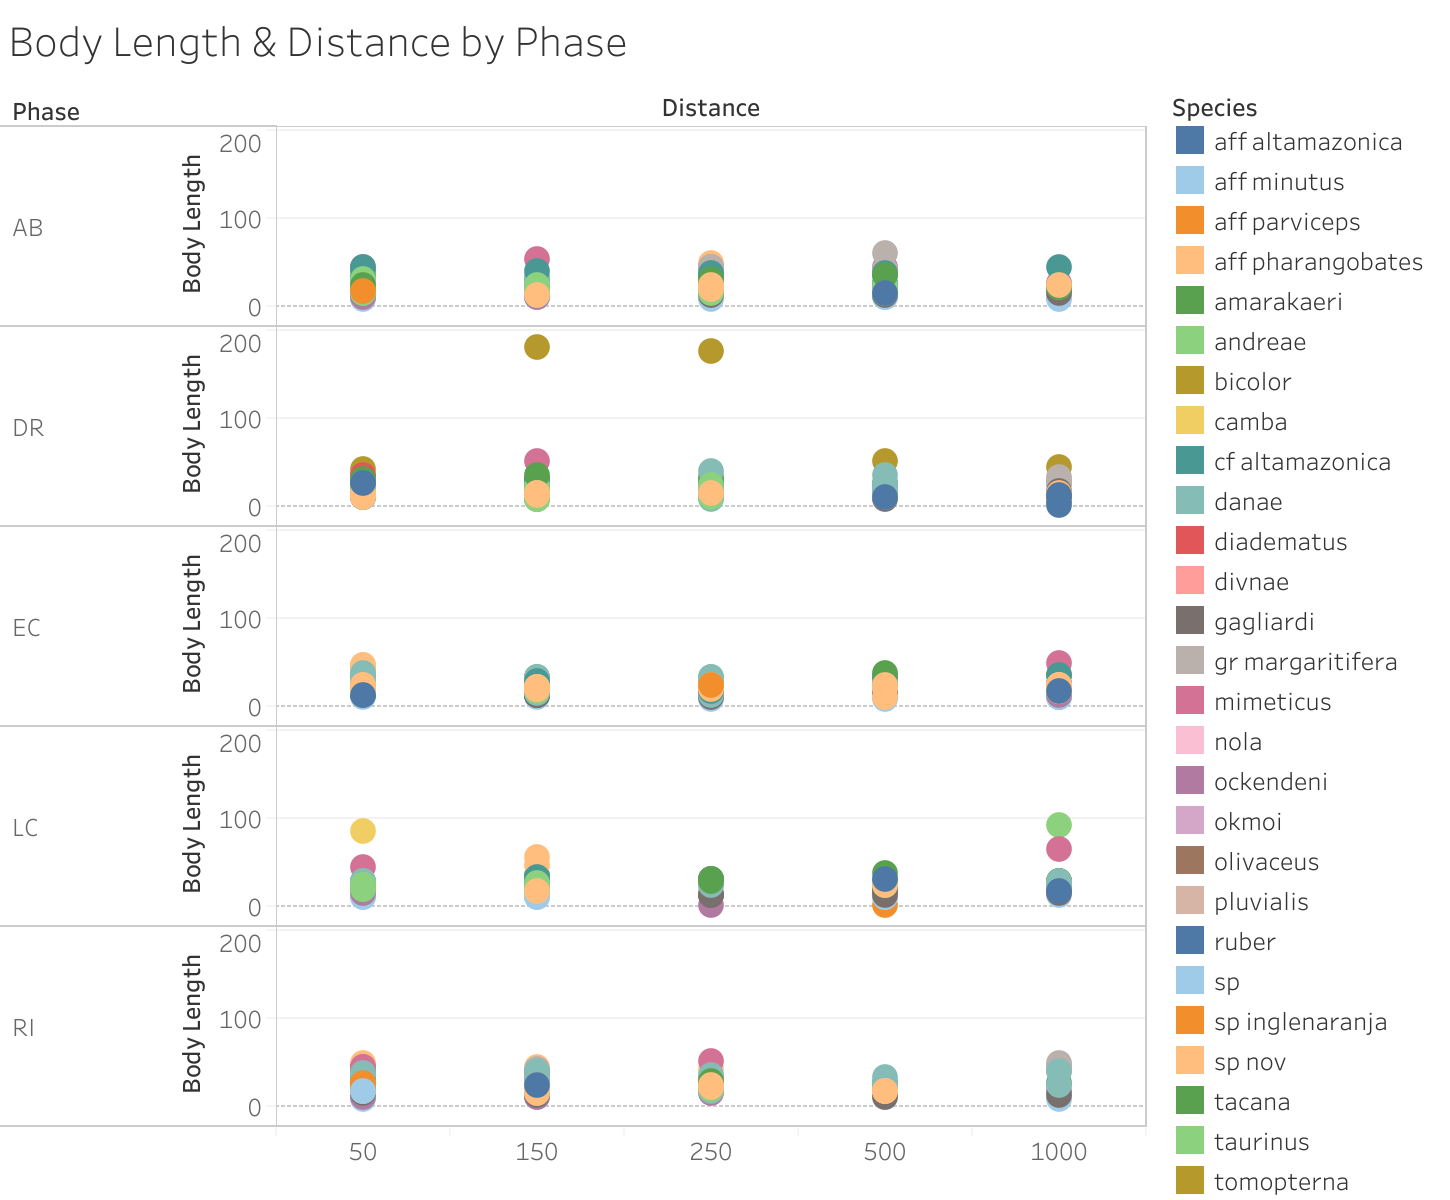 Body Length & Distance by Phase
Phase
Distance
Species
AB
Body Length
200
100
0
DR
Body Length
200
100
0
EC
Body Length
200
100
0
LC
Body Length
200
100
0
RI
Body Length
200
100
0
50
150
250
500
1000
aff altamazonica
aff minutus
aff parviceps
aff pharangobates
amarakaeri
andreae
bicolor
camba
cf altamazonica
danae
diadematus
divnae
gagliardi
gr margaritifera
mimeticus
nola
ockendeni
okmoi
olivaceus
pluvialis
ruber
sp
sp inglenaranja
sp nov
tacana
taurinus
tomopterna